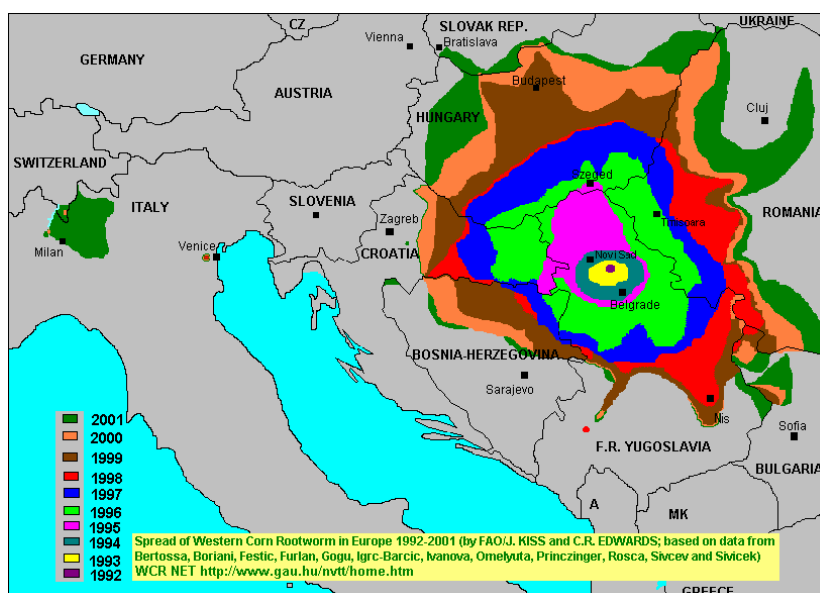 CZ
SLOVAK REP.
UKRAINE
Vienna
Bratislava
GERMANY
Budapest
AUSTRIA
Cluj
HUNGARY
SWITZERLAND
Szeged
ITALY
SLOVENIA
ROMANIA
Timisoara
Zagreb
Milan
Venice
CROATIA
Novi Sad
Belgrade
BOSNIA-HERZEGOVINA
Sarajevo
Nis
Sofia
F.R. YUGOSLAVIA
BULGARIA
A
MK
GREECE
2001
2000
1999
1998
1997
1996
1995
1994
1993
1992
Spread of Western Corn Rootworm in Europe 1992-2001 (by FAO/J. KISS and C.R. EDWARDS; based on data from
Bertossa, Boriani, Festic, Furlan, Gogu, Igrc-Barcic, Ivanova, Omelyuta, Princzinger, Rosca, Sivcev and Sivicek)
WCR NET http://www.gau.hu/nvtt/home.htm